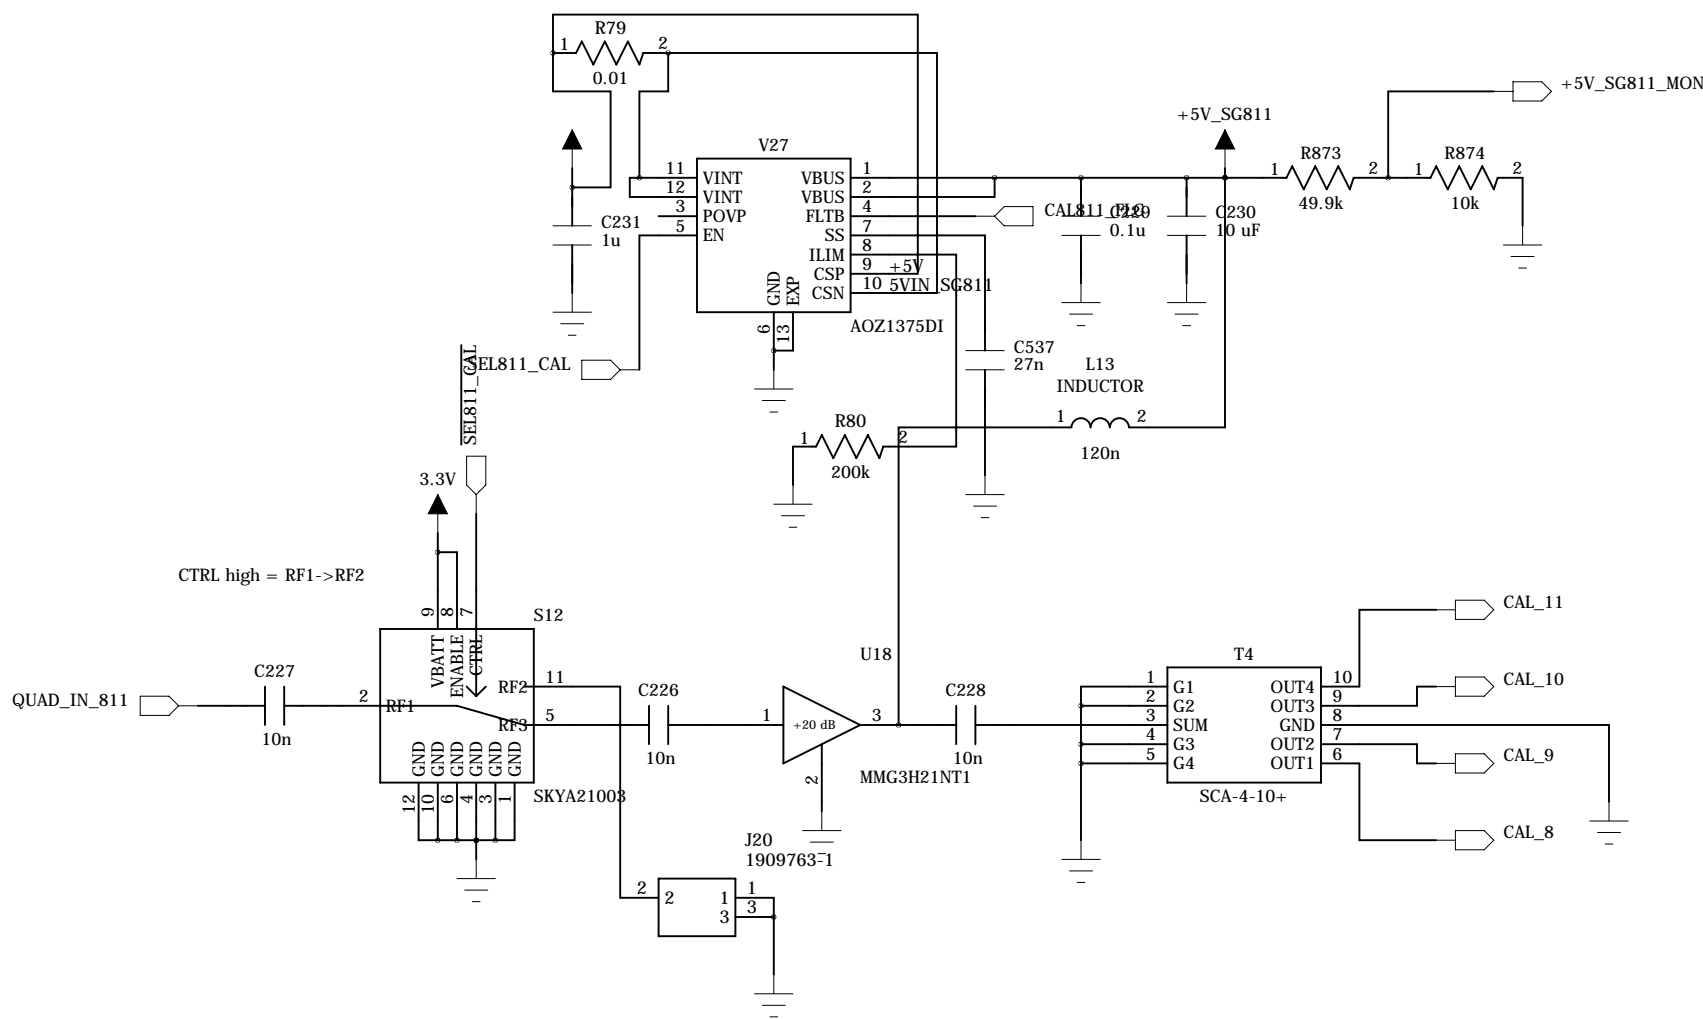 R79
1
2
0.01
+5V_SG811_MON
+5V_SG811
V27
R873
1
2
49.9k
R874
1
2
10k
11
VINT
12
VINT
3
POVP
5
EN
VBUS
1
VBUS
2
FLTB
4
SS
7
ILIM
8
CSP
9
CSN
10
+5V
5VIN_SG811
GND
EXP
6
13
AOZ1375DI
CAL811_FLG
C229
0.1u
C230
10 uF
C231
1u
SEL811_CAL
SEL811_CAL
C537
27n
L13
INDUCTOR
1
2
120n
R80
1
2
200k
3.3V
CTRL high = RF1->RF2
9
8
7
S12
VBATT
ENABLE
CTRL
QUAD_IN_811
C227
10n
2
RF1
RF2
11
RF3
5
GND
GND
GND
GND
GND
GND
12
10
6
4
3
1
SKYA21003
C226
10n
U18
1
+20 dB
3
2
MMG3H21NT1
C228
10n
T4
1
G1
2
G2
3
SUM
4
G3
5
G4
OUT4
10
OUT3
9
GND
8
OUT2
7
OUT1
6
SCA-4-10+
CAL_11
CAL_10
CAL_9
CAL_8
J20
1909763-1
2
2
1
1
3
3